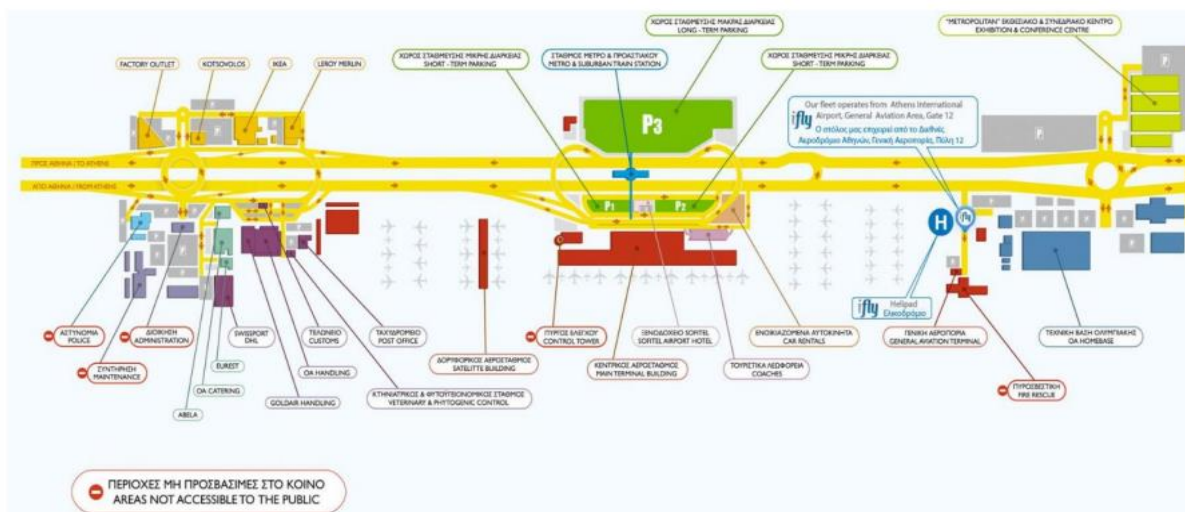 ΧΩΡΟΣ ΣΤΑΘΜΕΥΣΗΣ ΜΑΚΡΑΣ ΔΙΑΡΚΕΙΑΣ
LONG - TERM PARKING
"METROPOLITAN" ΕΚΘΕΣΙΑΚΟ & ΣΥΝΕΔΡΙΑΚΟ ΚΕΝΤΡΟ
EXHIBITION & CONFERENCE CENTRE
FACTORY OUTLET
KOTSOVOLOS
IKEA
LEROY MERLIN
ΧΩΡΟΣ ΣΤΑΘΜΕΥΣΗΣ ΜΙΚΡΗΣ ΔΙΑΡΚΕΙΑΣ
SHORT - TERM PARKING
ΣΤΑΘΜΟΣ ΜΕΤΡΟ & ΠΡΟΑΣΤΙΑΚΟΥ
METRO & SUBURBAN TRAIN STATION
ΧΩΡΟΣ ΣΤΑΘΜΕΥΣΗΣ ΜΙΚΡΗΣ ΔΙΑΡΚΕΙΑΣ
SHORT - TERM PARKING
P3
ifly
Our fleet operates from Athens International
Airport, General Aviation Area, Gate 12
Ο στόλος μας επιχειρεί από το Διεθνές
Αεροδρόμιο Αθηνών, Γενική Αεροπορία, Πύλη 12
ΠΡΟΣ ΑΘΗΝΑ / TO ATHENS
ΑΠΟ ΑΘΗΝΑ / FROM ATHENS
P1
P2
H
ifly
ifly
Helipad
Ελικοδρόμιο
ΑΣΤΥΝΟΜΙΑ
POLICE
ΔΙΟΙΚΗΣΗ
ADMINISTRATION
SWISSPORT
DHL
ΤΕΛΩΝΕΙΟ
CUSTOMS
ΤΑΧΥΔΡΟΜΕΙΟ
POST OFFICE
ΠΥΡΓΟΣ ΕΛΕΓΧΟΥ
CONTROL TOWER
ΞΕΝΟΔΟΧΕΙΟ SOFITEL
SOFITEL AIRPORT HOTEL
ΕΝΟΙΚΙΑΖΟΜΕΝΑ ΑΥΤΟΚΙΝΗΤΑ
CAR RENTALS
ΓΕΝΙΚΗ ΑΕΡΟΠΟΡΙΑ
GENERAL AVIATION TERMINAL
ΤΕΧΝΙΚΗ ΒΑΣΗ ΟΛΥΜΠΙΑΚΗΣ
OA HOMEBASE
ΣΥΝΤΗΡΗΣΗ
MAINTENANCE
EUREST
OA HANDLING
ΔΟΡΥΦΟΡΙΚΟΣ ΑΕΡΟΣΤΑΘΜΟΣ
SATELITTE BUILDING
ΚΕΝΤΡΙΚΟΣ ΑΕΡΟΣΤΑΘΜΟΣ
MAIN TERMINAL BUILDING
ΤΟΥΡΙΣΤΙΚΑ ΛΕΩΦΟΡΕΙΑ
COACHES
OA CATERING
GOLDAIR HANDLING
ΚΤΗΝΙΑΤΡΙΚΟΣ & ΦΥΤΟΫΓΕΙΟΝΟΜΙΚΟΣ ΣΤΑΘΜΟΣ
VETERINARY & PHYTOGENIC CONTROL
ΠΥΡΟΣΒΕΣΤΙΚΗ
FIRE RESCUE
ABELA
ΠΕΡΙΟΧΕΣ ΜΗ ΠΡΟΣΒΑΣΙΜΕΣ ΣΤΟ ΚΟΙΝΟ
AREAS NOT ACCESSIBLE TO THE PUBLIC